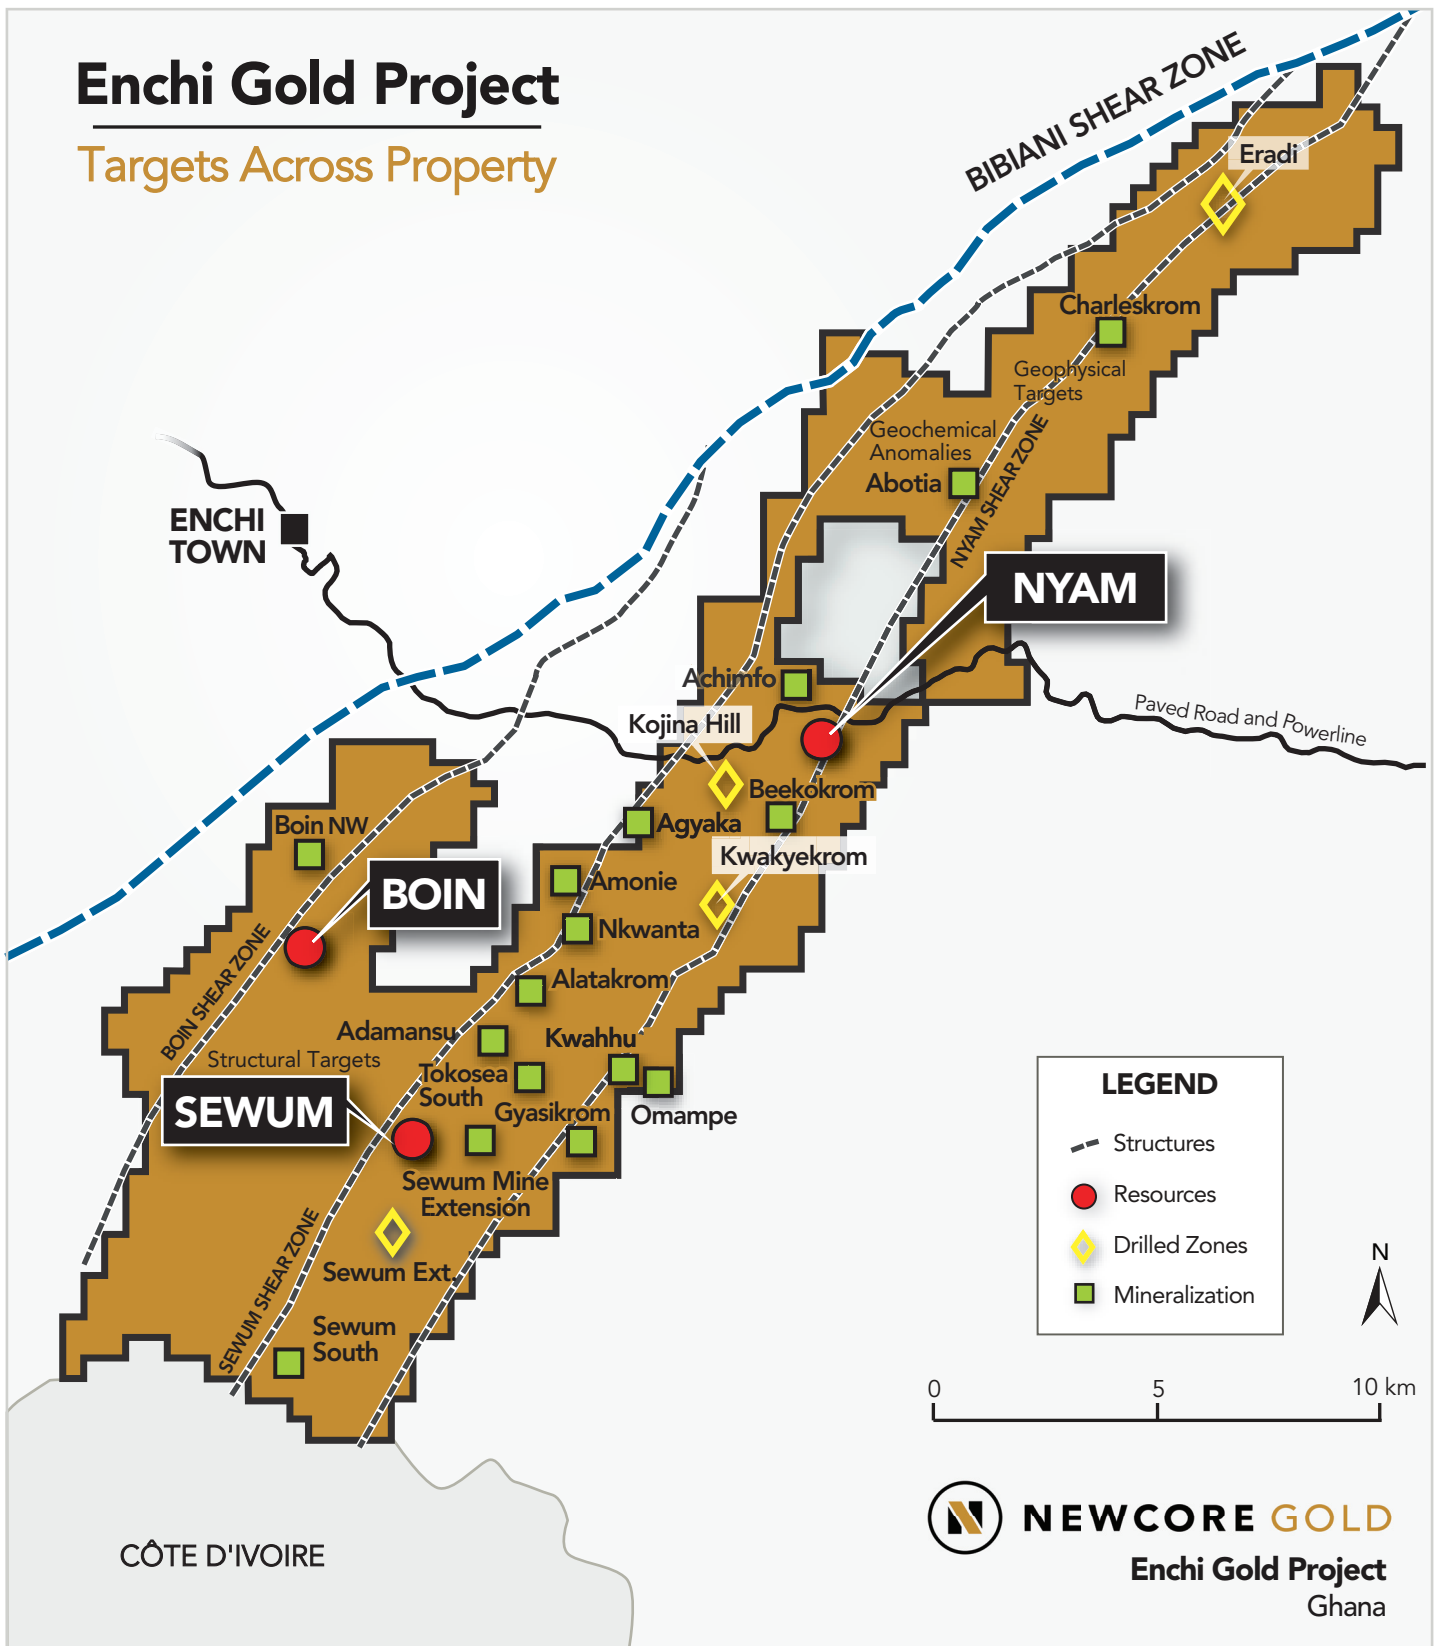 Enchi Gold Project
Targets Across Property
BIBIANI SHEAR ZONE
Eradi
Charleskrom
Geophysical
Targets
Geochemical
Anomalies
Abotia
NYAM SHEAR ZONE
ENCHI
TOWN
NYAM
Achimfo
Kojina Hill
Paved Road and Powerline
Beekokrom
Boin NW
Agyaka
Kwakyekrom
BOIN
Amonie
Nkwanta
BOIN SHEAR ZONE
Alatakrom
Adamansu
Kwahhu
Structural Targets
Tokosea
South
SEWUM
Gyasikrom
Omampe
Sewum Mine
Extension
SEWUM SHEAR ZONE
Sewum Ext.
Sewum
South
LEGEND
Structures
Resources
Drilled Zones
Mineralization
N
0 5 10 km
CÔTE D'IVOIRE
N NEWCORE GOLD
Enchi Gold Project
Ghana